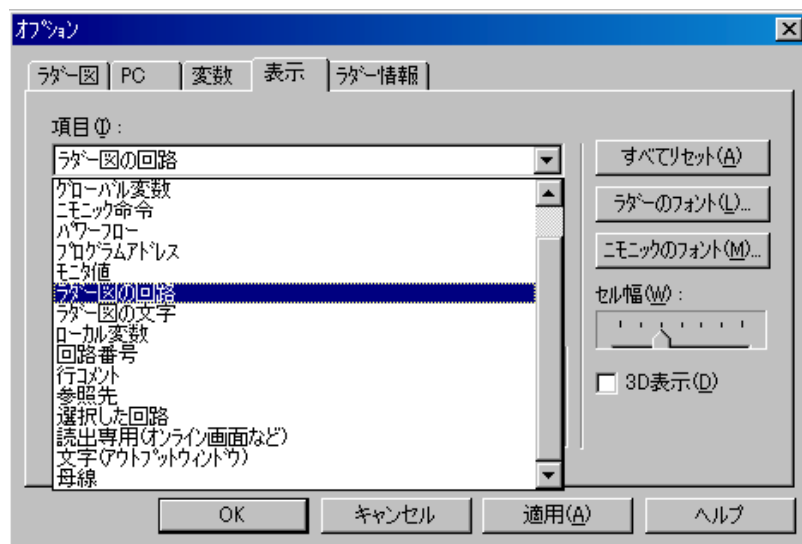 オプション
ラダー図 PC 変数 表示 ラダー情報
項目(I):
ラダー図の回路
グローバル変数
ニモニック命令
パワーフロー
プログラムアドレス
モニタ値
ラダー図の回路
ラダー図の文字
ローカル変数
回路番号
行コメント
参照先
選択した回路
読出専用(オンライン画面など)
文字(アウトプットウィンドウ)
母線
すべてリセット(A)
ラダーのフォント(L)...
ニモニックのフォント(M)...
セル幅(W):
3D表示(D)
OK キャンセル 適用(A) ヘルプ